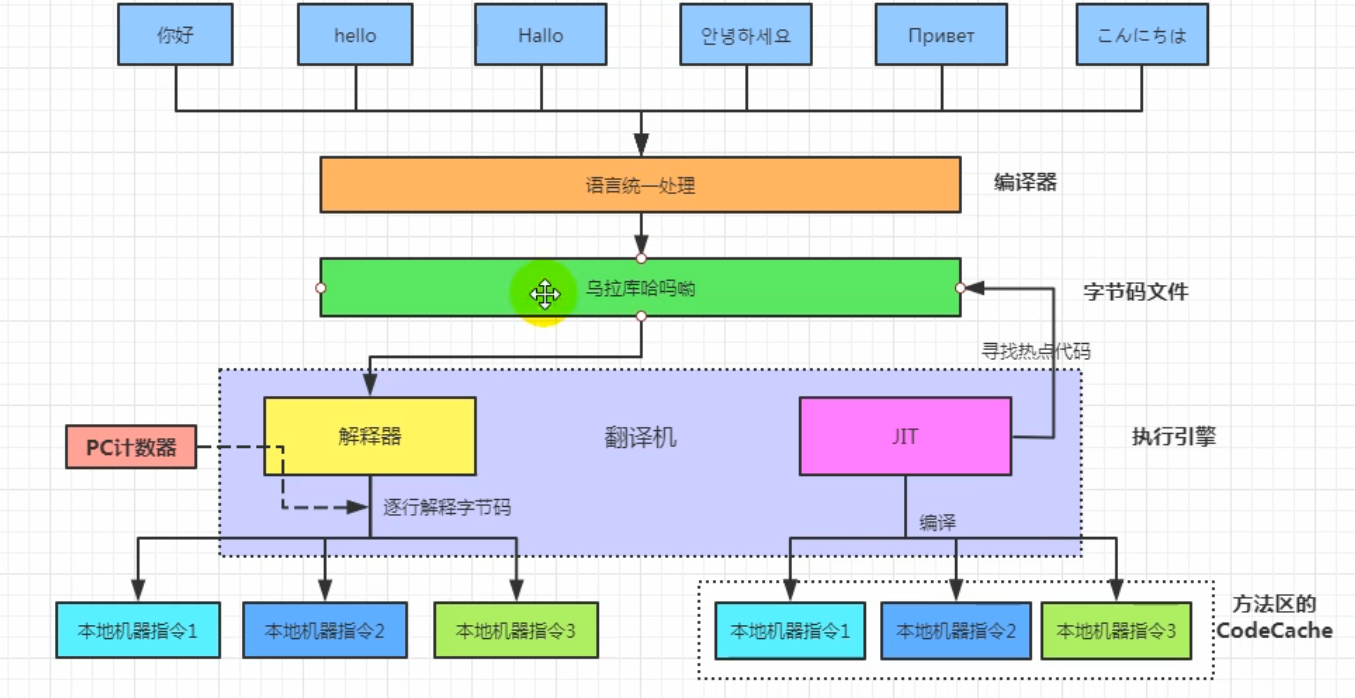 你好
hello
Hallo
안녕하세요
Привет
こんにちは
语言统一处理
编译器
乌拉库哈吗呦
字节码文件
寻找热点代码
PC计数器
解释器
翻译机
JIT
执行引擎
逐行解释字节码
编译
本地机器指令1
本地机器指令2
本地机器指令3
本地机器指令1
本地机器指令2
本地机器指令3
方法区的
CodeCache